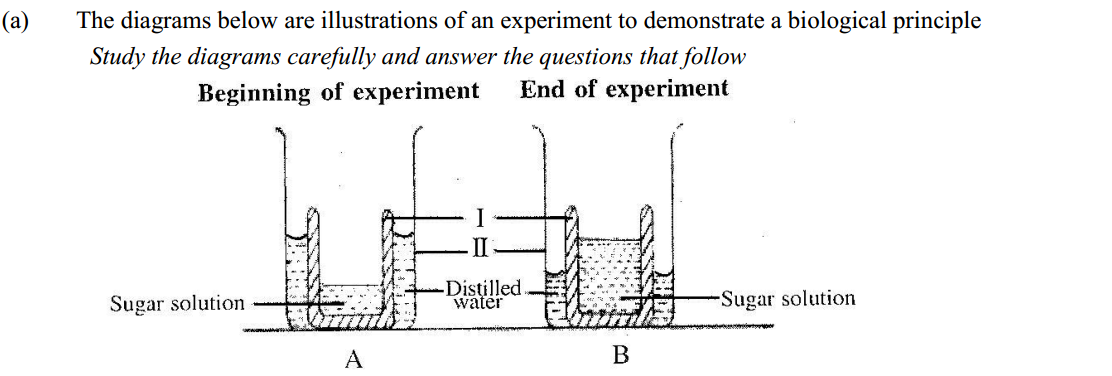 (a) The diagrams below are illustrations of an experiment to demonstrate a biological principle
Study the diagrams carefully and answer the questions that follow
Beginning of experiment End of experiment
I
II
Distilled
water
Sugar solution Sugar solution
A B